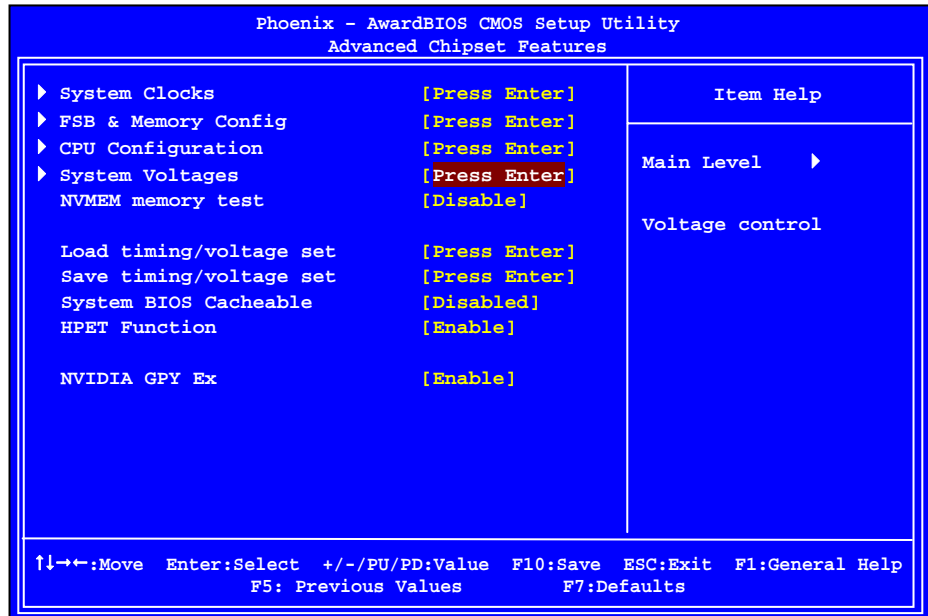 Phoenix – AwardBIOS CMOS Setup Utility
Advanced Chipset Features
System Clocks [Press Enter]
FSB & Memory Config [Press Enter]
CPU Configuration [Press Enter]
System Voltages [Press Enter]
NVMEM memory test [Disable]
Load timing/voltage set [Press Enter]
Save timing/voltage set [Press Enter]
System BIOS Cacheable [Disabled]
HPET Function [Enable]
NVIDIA GPY Ex [Enable]
Item Help
Main Level
Voltage control
↑↓→←:Move Enter:Select +/-/PU/PD:Value F10:Save ESC:Exit F1:General Help
F5: Previous Values F7:Defaults